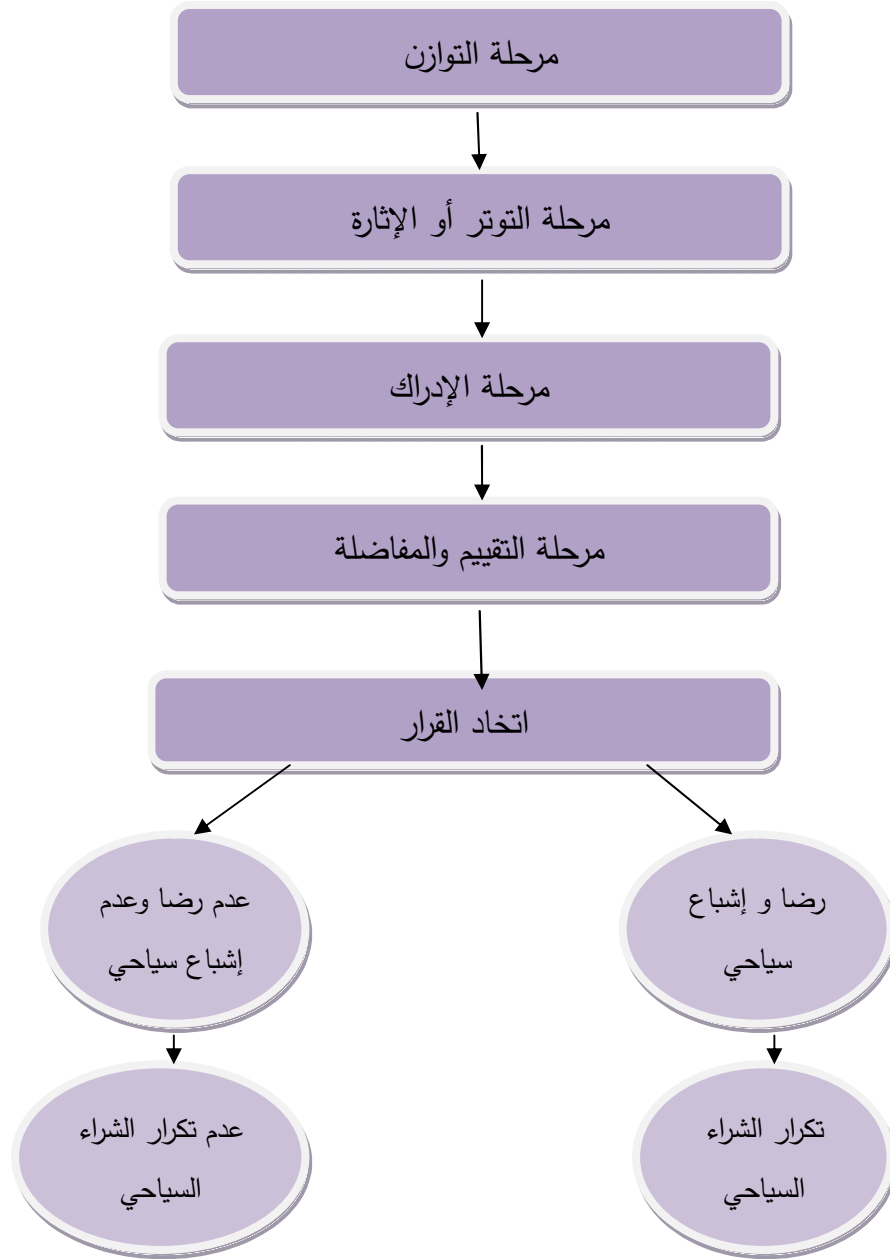 مرحلة التوازن
مرحلة التوتر أو الإثارة
مرحلة الإدراك
مرحلة التقييم والمفاضلة
اتخاد القرار
رضا و إشباع
سياحي
عدم رضا وعدم
إشباع سياحي
تكرار الشراء
السياحي
عدم تكرار الشراء
السياحي